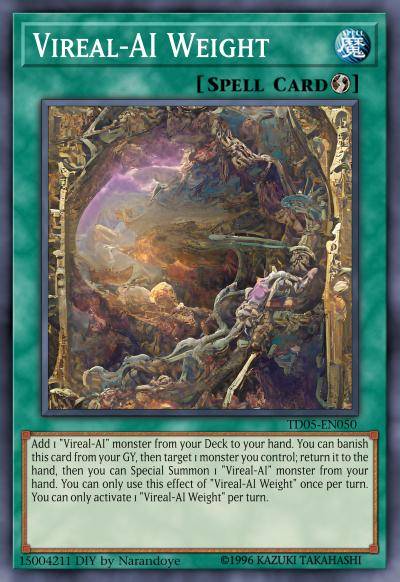 VIREAL-AI WEIGHT
魔
[SPELL CARD]
TD05-EN050
Add 1 "Vireal-AI" monster from your Deck to your hand. You can banish
this card from your GY, then target 1 monster you control; return it to
the hand, then you can Special Summon 1 "Vireal-AI" monster from your
hand. You can only use this effect of "Vireal-AI Weight" once per turn.
You can only activate 1 "Vireal-AI Weight" per turn.
15004211 DIY by Narandoye
©1996 KAZUKI TAKAHASHI